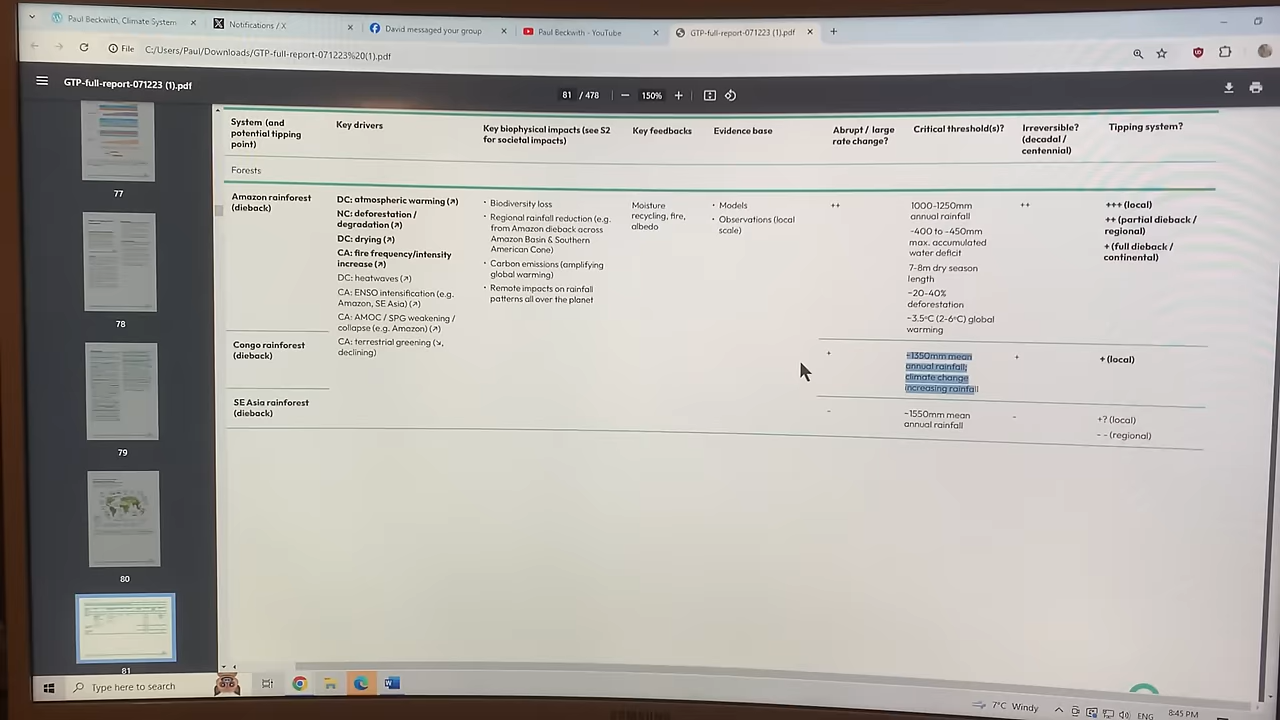 Paul Beckwith, Climate System
Notifications / X
David messaged your group
Paul Beckwith - YouTube
GTP-full-report-071223 (1).pdf
File
C:/Users/Paul/Downloads/GTP-full-report-071223%20(1).pdf
GTP-full-report-071223 (1).pdf
81 / 478
150%
77
78
79
80
81
System (and
potential tipping
point)
Key drivers
Key biophysical impacts (see S2
for societal impacts)
Key feedbacks
Evidence base
Abrupt / large
rate change?
Critical threshold(s)?
Irreversible?
(decadal /
centennial)
Tipping system?
Forests
Amazon rainforest
(dieback)
DC: atmospheric warming (↗)
NC: deforestation /
degradation (↗)
DC: drying (↗)
CA: fire frequency/intensity
increase (↗)
DC: heatwaves (↗)
CA: ENSO intensification (e.g.
Amazon, SE Asia) (↗)
CA: AMOC / SPG weakening /
collapse (e.g. Amazon) (↗)
CA: terrestrial greening (↘,
declining)
• Biodiversity loss
• Regional rainfall reduction (e.g.
from Amazon dieback across
Amazon Basin & Southern
American Cone)
• Carbon emissions (amplifying
global warming)
• Remote impacts on rainfall
patterns all over the planet
Moisture
recycling, fire,
albedo
• Models
• Observations (local
scale)
++
1000-1250mm
annual rainfall
-400 to -450mm
max. accumulated
water deficit
7-8m dry season
length
~20-40%
deforestation
~3.5°C (2-6°C) global
warming
++
+++ (local)
++ (partial dieback /
regional)
+ (full dieback /
continental)
Congo rainforest
(dieback)
+
~1350mm mean
annual rainfall;
climate change
increasing rainfall
+
+ (local)
SE Asia rainforest
(dieback)
-
~1550mm mean
annual rainfall
-
+? (local)
- - (regional)
Type here to search
7°C Windy
ENG
8:45 PM
SAMSUNG